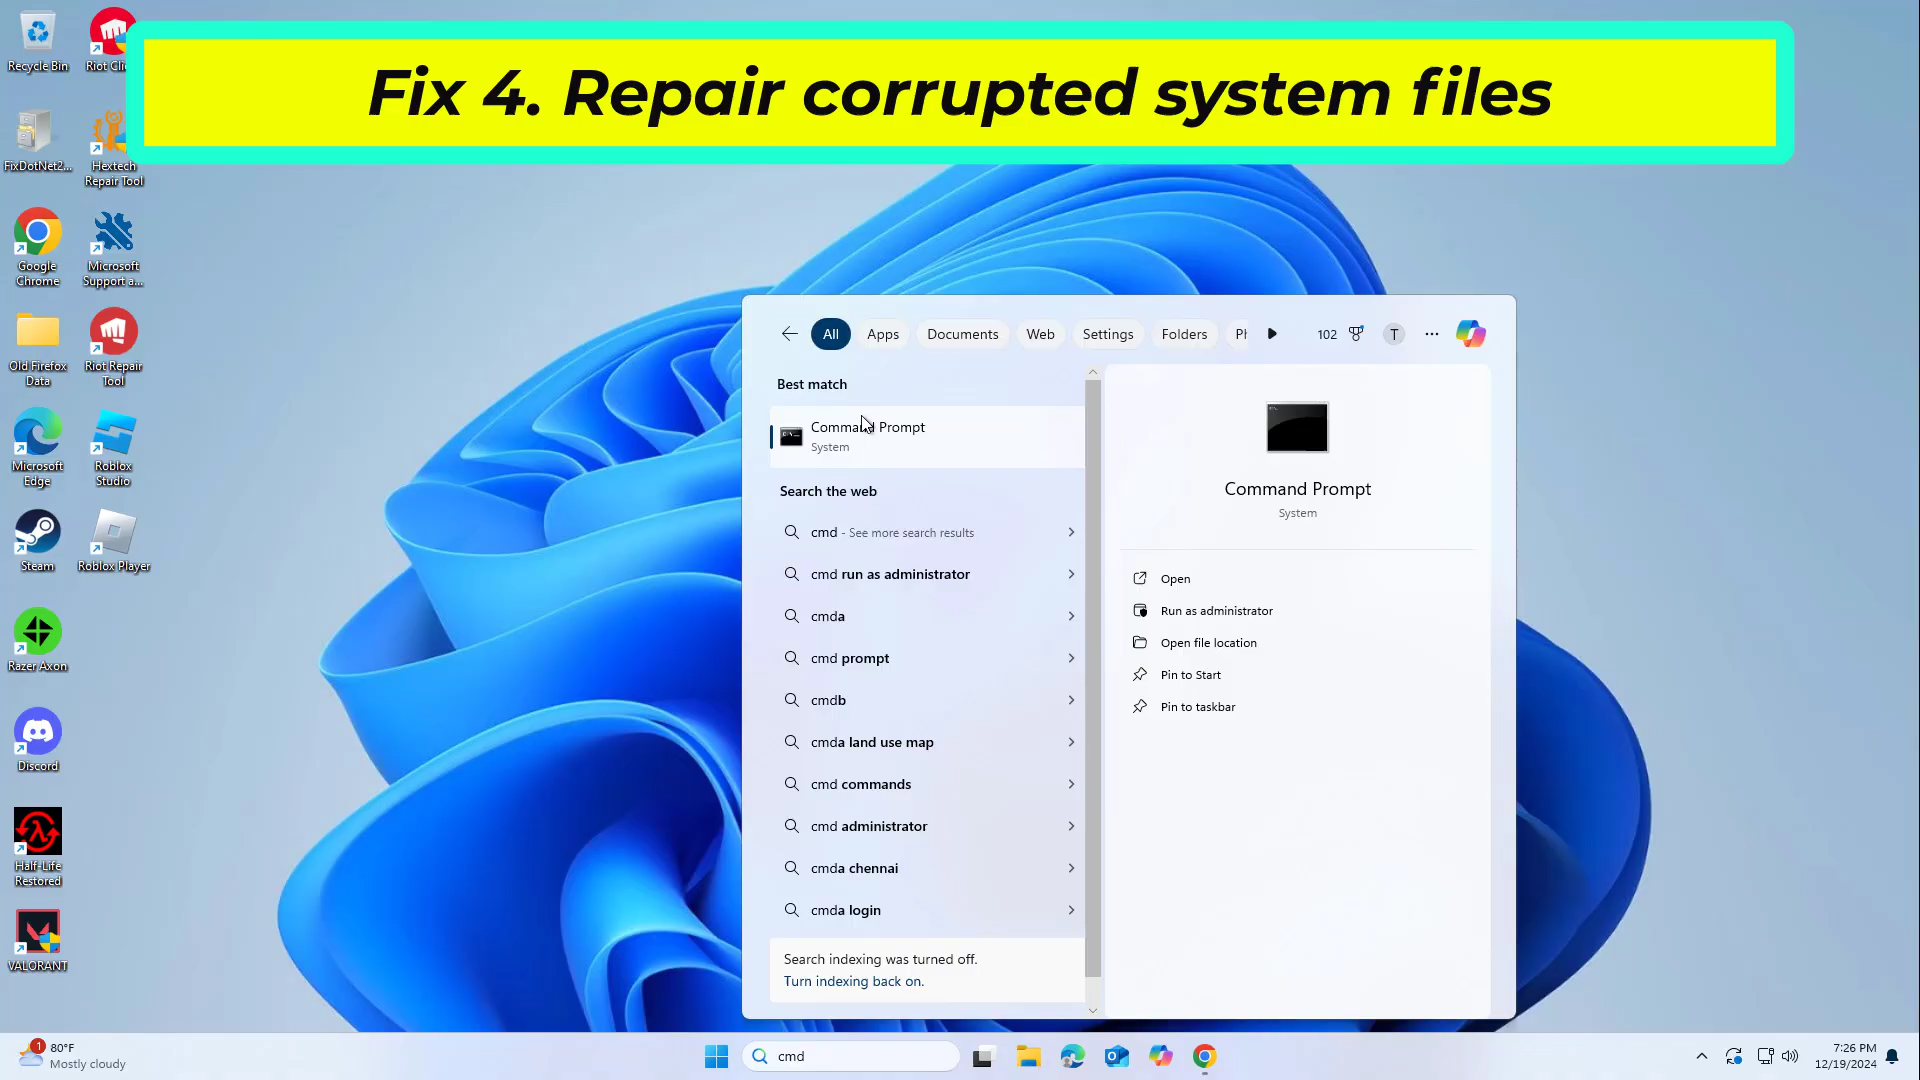 Fix 4. Repair corrupted system files
Recycle Bin
Riot Cli
FixDotNet2...
Hextech
Repair Tool
Google
Chrome
Microsoft
Support a...
Old Firefox
Data
Riot Repair
Tool
Microsoft
Edge
Roblox
Studio
Steam
Roblox Player
Razer Axon
Discord
Half-Life
Restored
VALORANT
All
Apps
Documents
Web
Settings
Folders
Ph
102
T
Best match
Command Prompt
System
Search the web
cmd - See more search results
cmd run as administrator
cmda
cmd prompt
cmdb
cmda land use map
cmd commands
cmd administrator
cmda chennai
cmda login
Search indexing was turned off.
Turn indexing back on.
Command Prompt
System
Open
Run as administrator
Open file location
Pin to Start
Pin to taskbar
1
80°F
Mostly cloudy
cmd
7:26 PM
12/19/2024